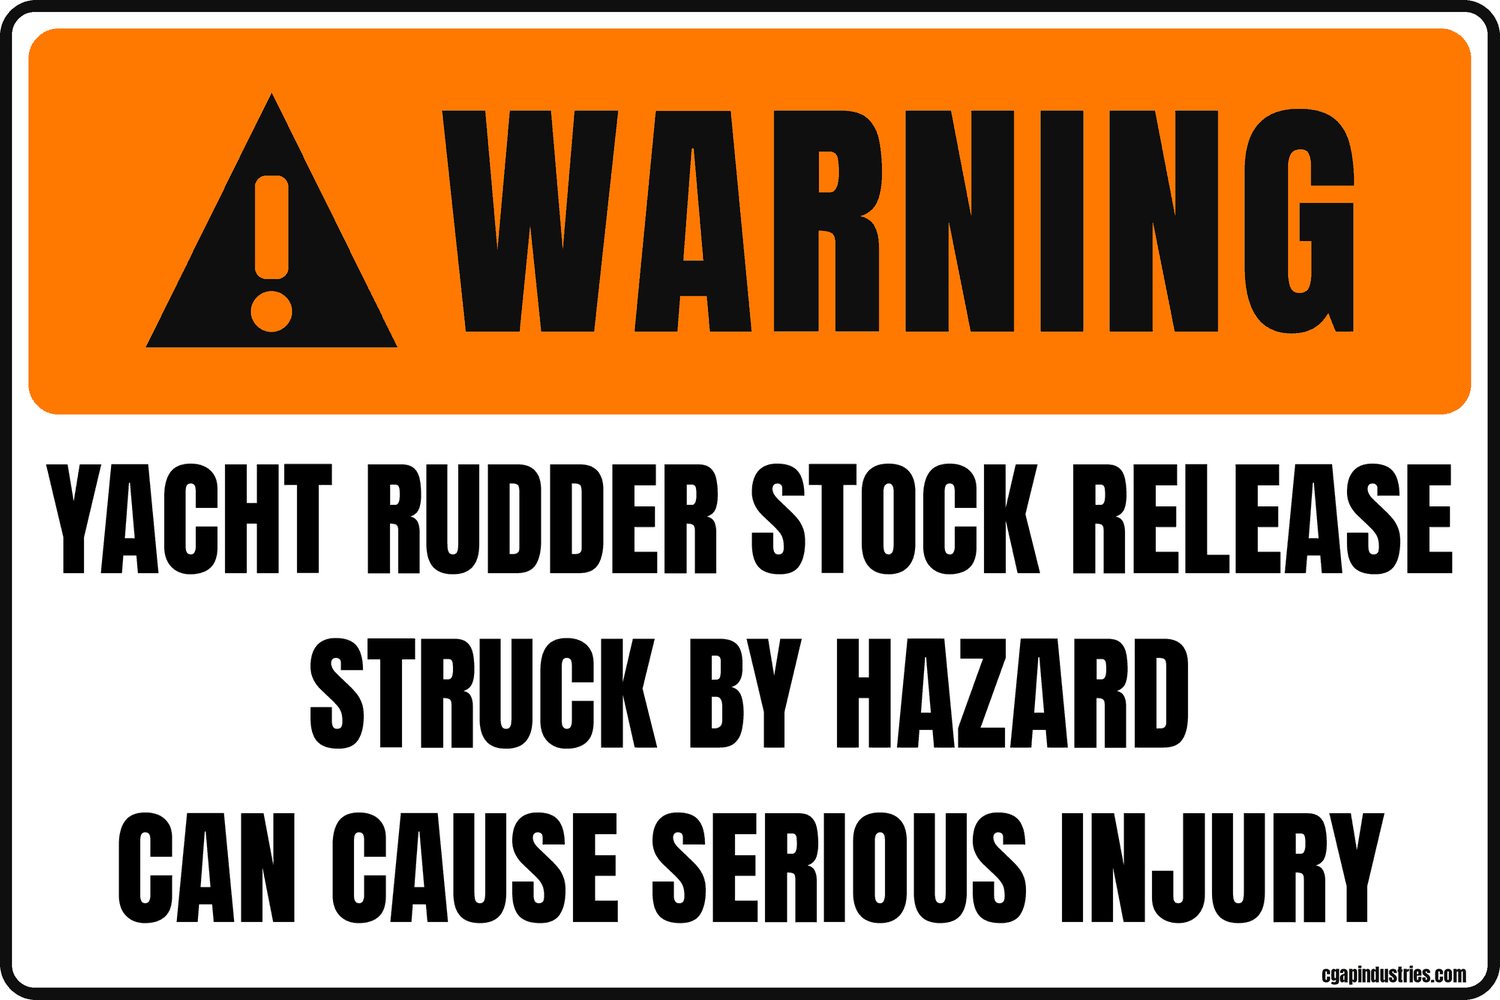 WARNING
YACHT RUDDER STOCK RELEASE
STRUCK BY HAZARD
CAN CAUSE SERIOUS INJURY
cgapindustries.com